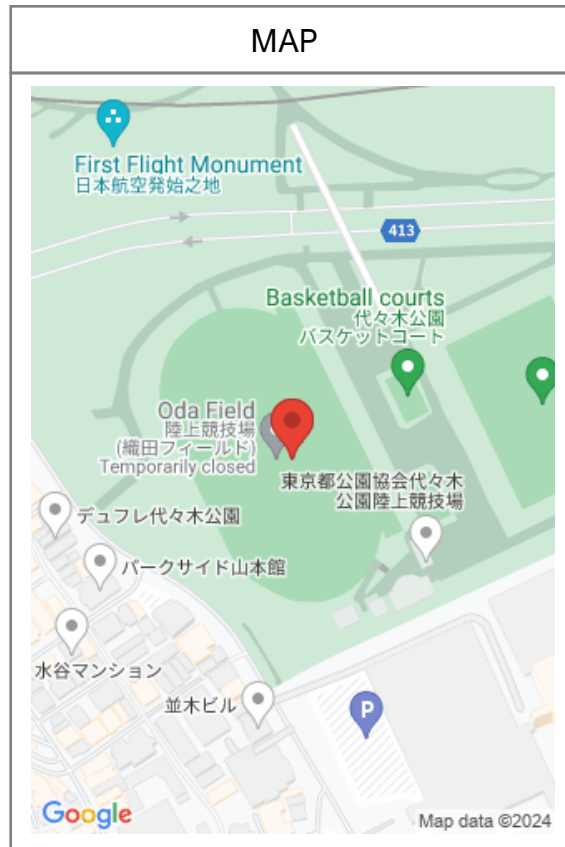 MAP
First Flight Monument
日本航空発始之地
413
Basketball courts
代々木公園
バスケットコート
Oda Field
陸上競技場
(織田フィールド)
Temporarily closed
東京都公園協会代々木
公園陸上競技場
デュフレ代々木公園
パークサイド山本館
水谷マンション
並木ビル
P
Google
Map data ©2024